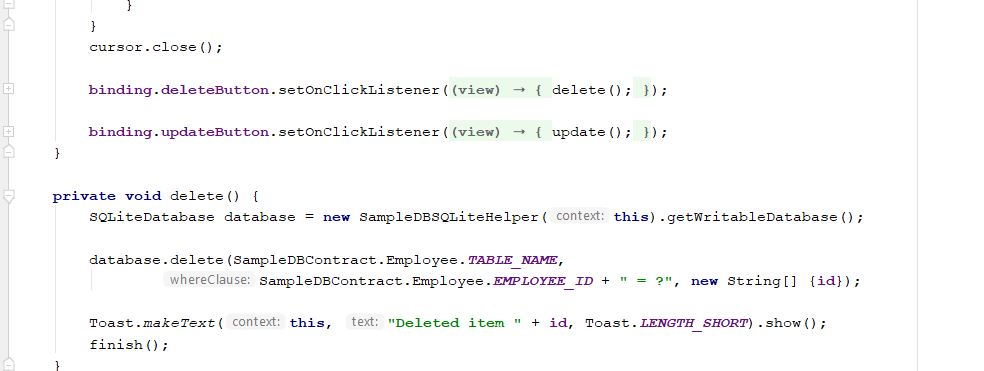 }
}
cursor.close();
binding.deleteButton.setOnClickListener((view) → { delete(); });
binding.updateButton.setOnClickListener((view) → { update(); });
}
private void delete() {
SQLiteDatabase database = new SampleDBSQLiteHelper( context: this).getWritableDatabase();
database.delete(SampleDBContract.Employee.TABLE_NAME,
whereClause: SampleDBContract.Employee.EMPLOYEE_ID + " = ?", new String[] {id});
Toast.makeText( context: this, text: "Deleted item " + id, Toast.LENGTH_SHORT).show();
finish();
}